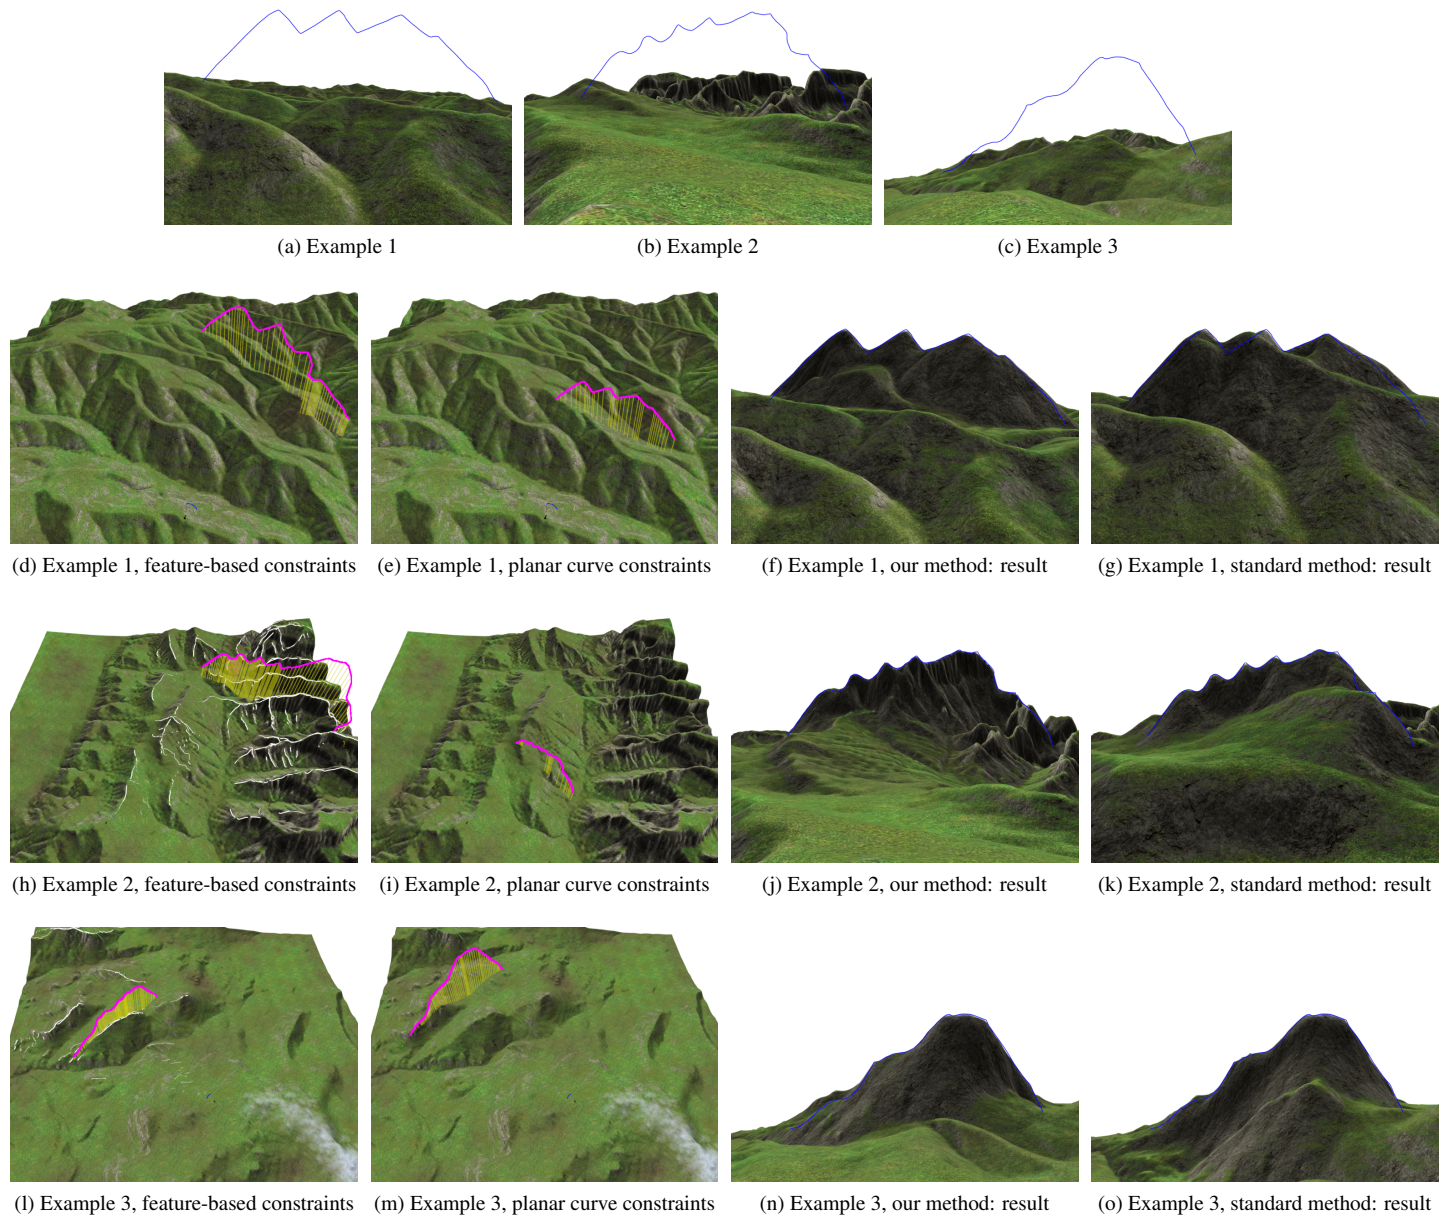 (a) Example 1
(b) Example 2
(c) Example 3
(d) Example 1, feature-based constraints
(e) Example 1, planar curve constraints
(f) Example 1, our method: result
(g) Example 1, standard method: result
(h) Example 2, feature-based constraints
(i) Example 2, planar curve constraints
(j) Example 2, our method: result
(k) Example 2, standard method: result
(l) Example 3, feature-based constraints
(m) Example 3, planar curve constraints
(n) Example 3, our method: result
(o) Example 3, standard method: result